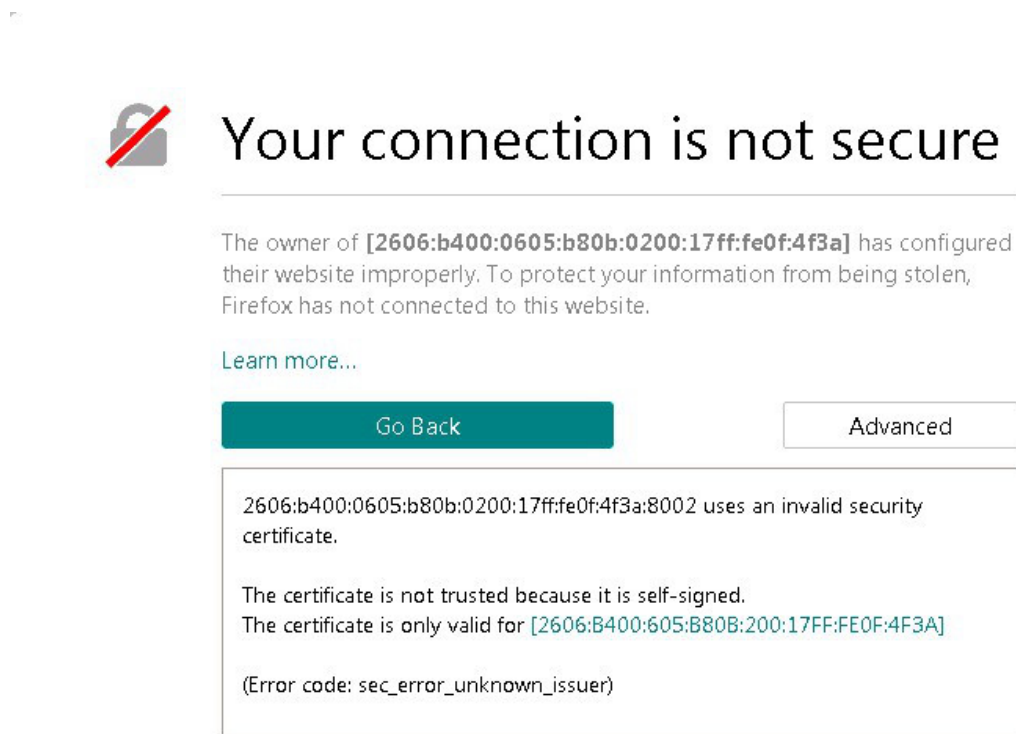 Your connection is not secure
The owner of [2606:b400:0605:b80b:0200:17ff:fe0f:4f3a] has configured
their website improperly. To protect your information from being stolen,
Firefox has not connected to this website.
Learn more...
Go Back
Advanced
2606:b400:0605:b80b:0200:17ff:fe0f:4f3a:8002 uses an invalid security
certificate.
The certificate is not trusted because it is self-signed.
The certificate is only valid for [2606:B400:605:B80B:200:17FF:FE0F:4F3A]
(Error code: sec_error_unknown_issuer)